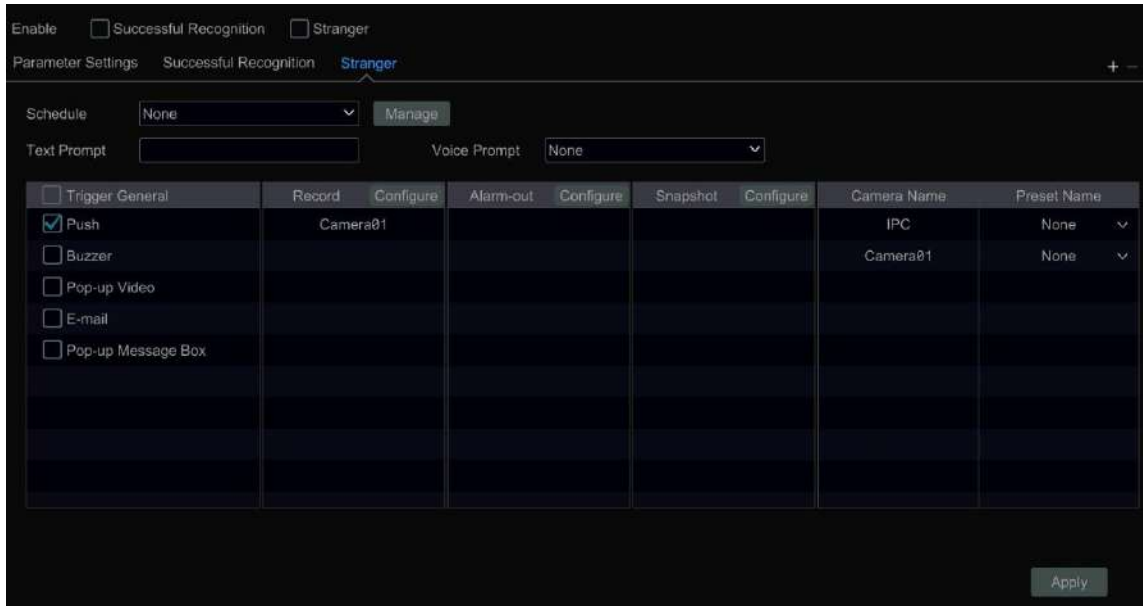 Enable Successful Recognition Stranger
Parameter Settings Successful Recognition Stranger + −
Schedule None Manage
Text Prompt Voice Prompt None
Trigger General Record Configure Alarm-out Configure Snapshot Configure Camera Name Preset Name
Push Camera01 IPC None
Buzzer Camera01 None
Pop-up Video
E-mail
Pop-up Message Box
Apply